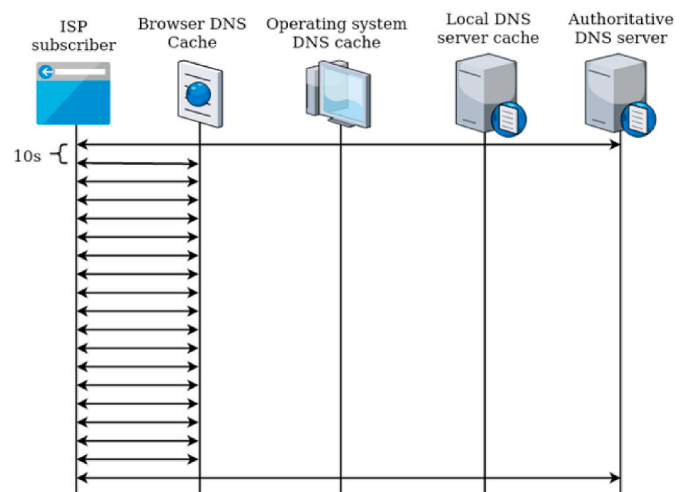 ISP
subscriber
Browser DNS
Cache
Operating system
DNS cache
Local DNS
server cache
Authoritative
DNS server
10s